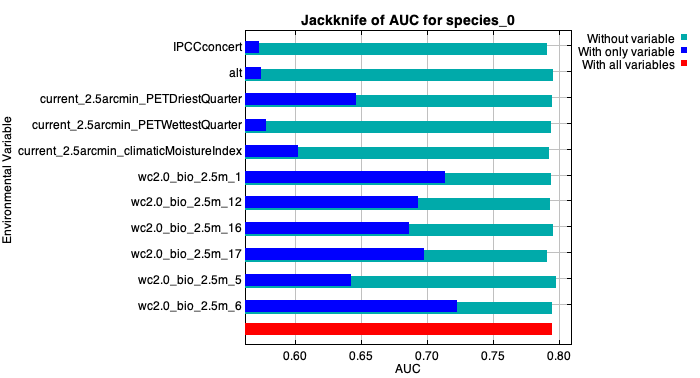 Jackknife of AUC for species_0
Without variable
With only variable
With all variables
Environmental Variable
IPCCconcert
alt
current_2.5arcmin_PETDriestQuarter
current_2.5arcmin_PETWettestQuarter
current_2.5arcmin_climaticMoistureIndex
wc2.0_bio_2.5m_1
wc2.0_bio_2.5m_12
wc2.0_bio_2.5m_16
wc2.0_bio_2.5m_17
wc2.0_bio_2.5m_5
wc2.0_bio_2.5m_6
0.60 0.65 0.70 0.75 0.80
AUC